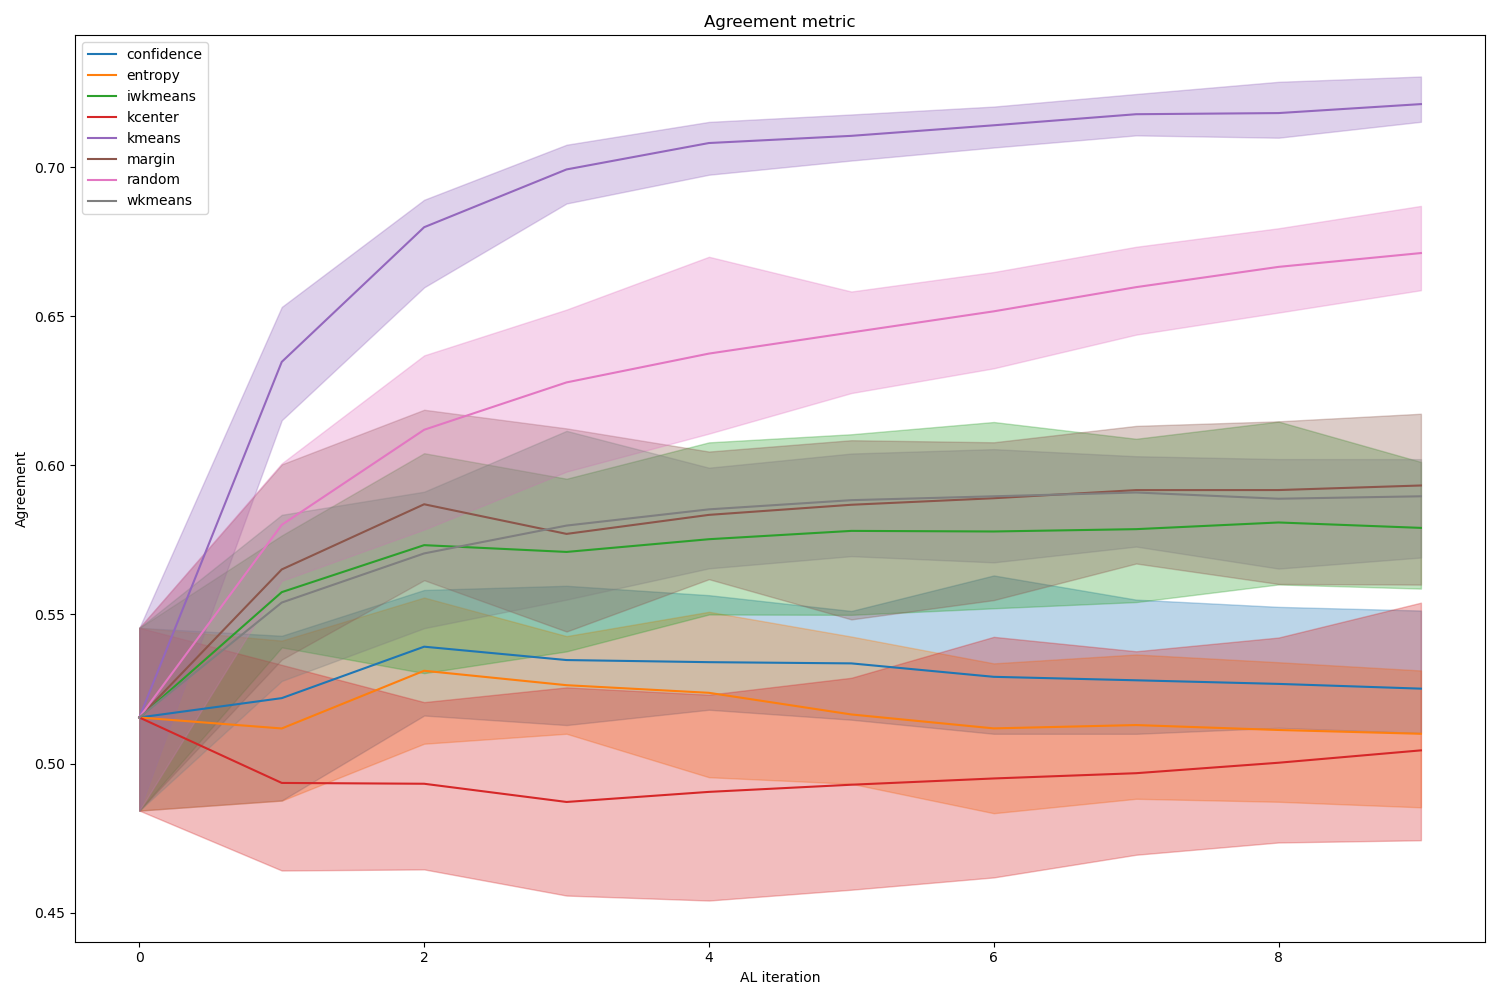 Agreement metric
confidence
entropy
iwkmeans
kcenter
kmeans
margin
random
wkmeans
Agreement
0.70
0.65
0.60
0.55
0.50
0.45
0 2 4 6 8
AL iteration